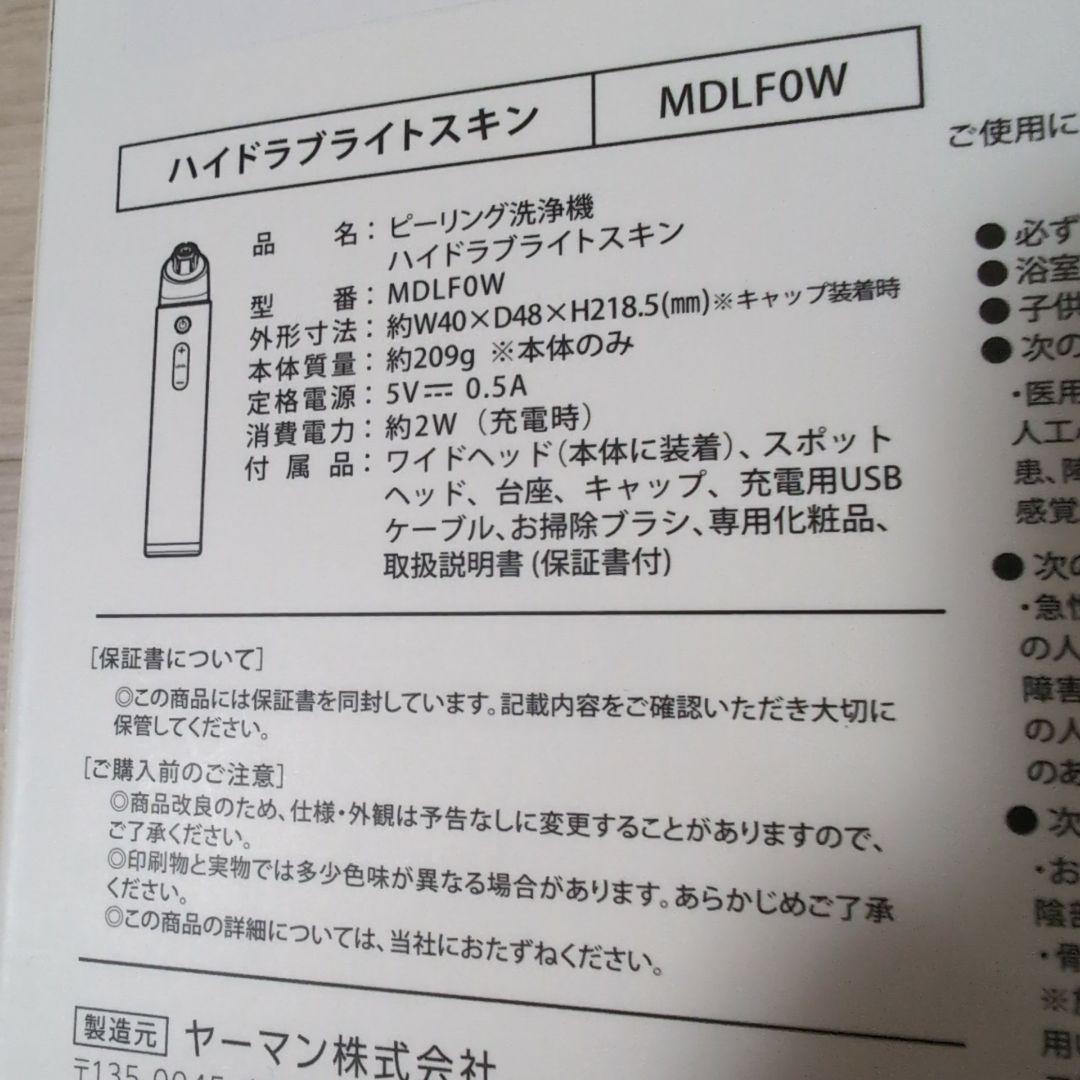 ハイドラブライトスキン MDLF0W
品名：ピーリング洗浄機
ハイドラブライトスキン
型番：MDLF0W
外形寸法：約W40×D48×H218.5(㎜)※キャップ装着時
本体質量：約209g ※本体のみ
定格電源：5V⎓ 0.5A
消費電力：約2W（充電時）
付属品：ワイドヘッド(本体に装着)、スポット
ヘッド、台座、キャップ、充電用USB
ケーブル、お掃除ブラシ、専用化粧品、
取扱説明書(保証書付)
[保証書について]
◎この商品には保証書を同封しています。記載内容をご確認いただき大切に
保管してください。
[ご購入前のご注意]
◎商品改良のため、仕様・外観は予告なしに変更することがありますので、
ご了承ください。
◎印刷物と実物では多少色味が異なる場合があります。あらかじめご了承
ください。
◎この商品の詳細については、当社におたずねください。
製造元 ヤーマン株式会社
〒135-0045
ご使用に
●必ず
●浴室
●子供
●次の
・医用
人工
患、障
感覚
●次の
・急性
の人
障害
の人
のあ
●次
・お
陰部
・骨
※
用